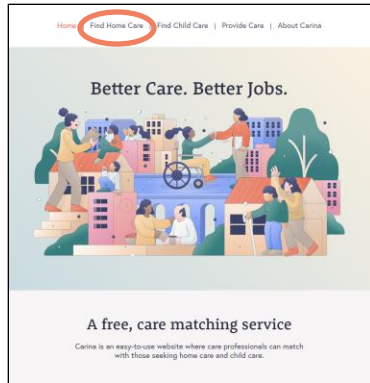 Home | Find Home Care | Find Child Care | Provide Care | About Carina
Better Care. Better Jobs.
A free, care matching service
Carina is an easy-to-use website where care professionals can match
with those seeking home care and child care.